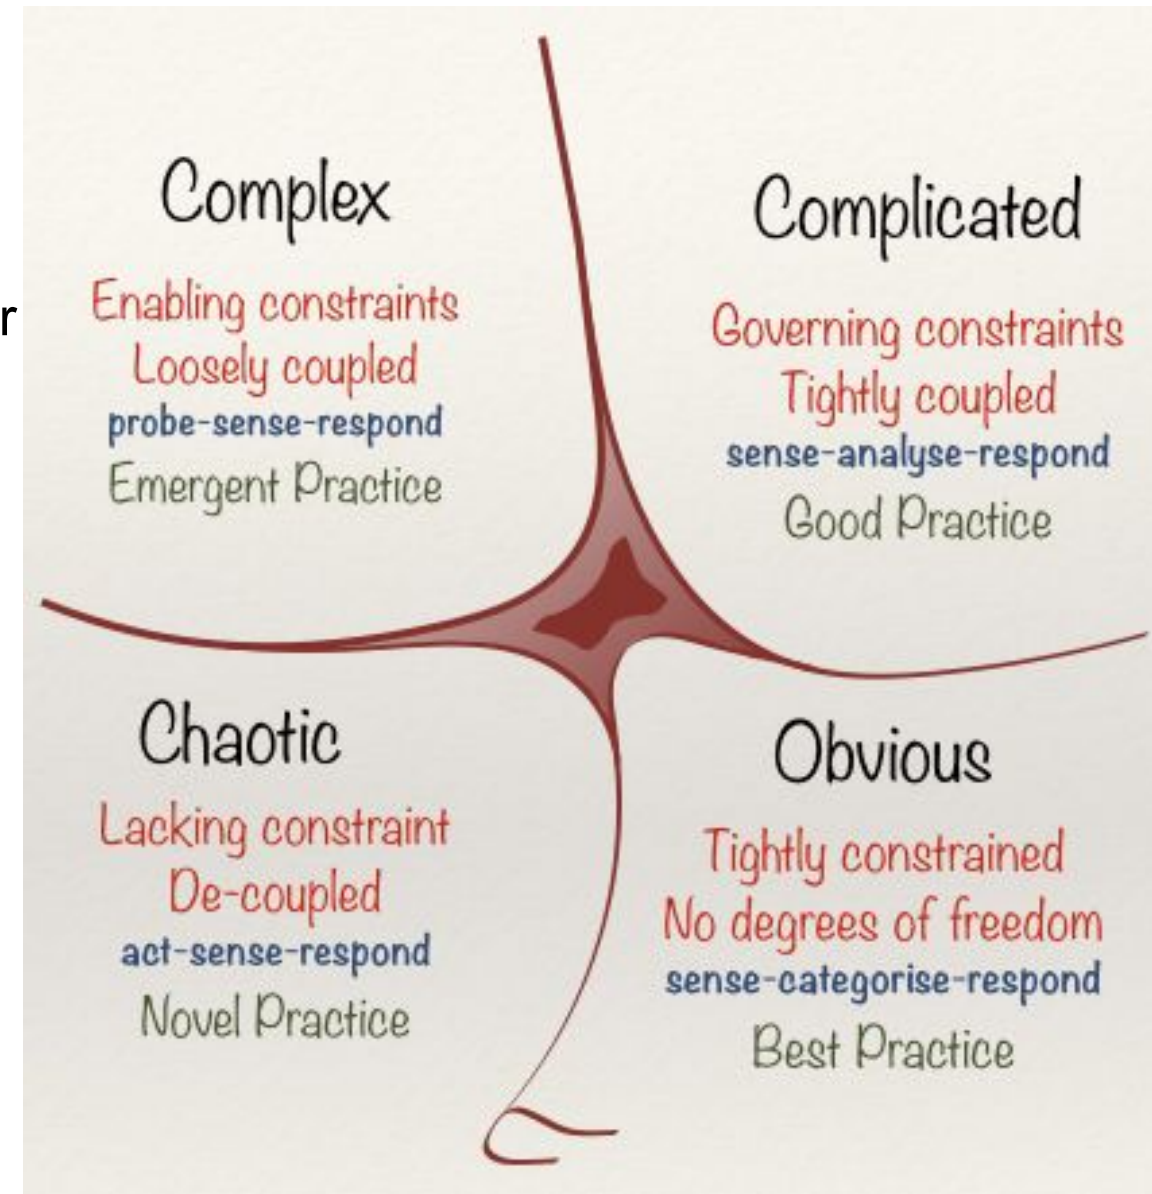 r
Complex
Enabling constraints
Loosely coupled
probe-sense-respond
Emergent Practice
Complicated
Governing constraints
Tightly coupled
sense-analyse-respond
Good Practice
Chaotic
Lacking constraint
De-coupled
act-sense-respond
Novel Practice
Obvious
Tightly constrained
No degrees of freedom
sense-categorise-respond
Best Practice